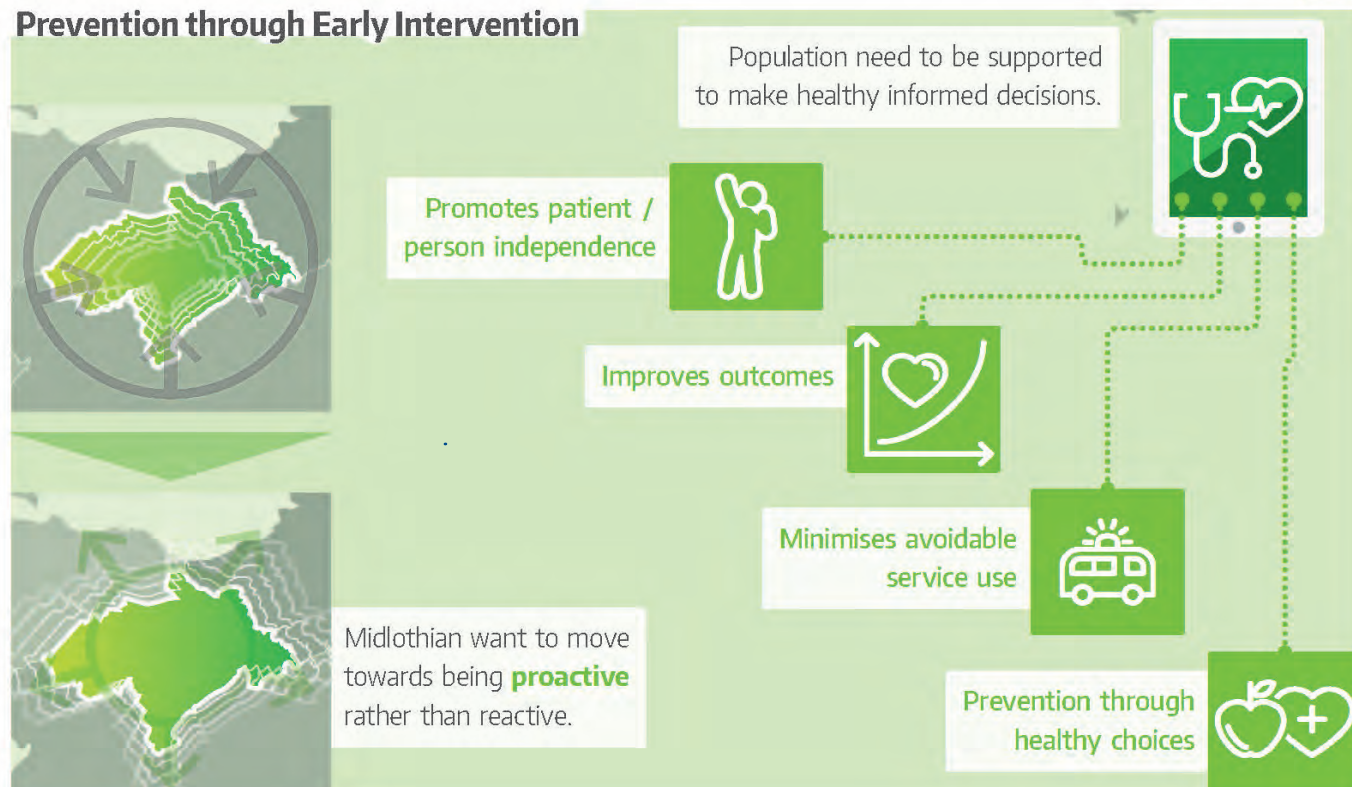 Prevention through Early Intervention
Population need to be supported
to make healthy informed decisions.
Promotes patient /
person independence
Improves outcomes
Minimises avoidable
service use
Midlothian want to move
towards being proactive
rather than reactive.
Prevention through
healthy choices